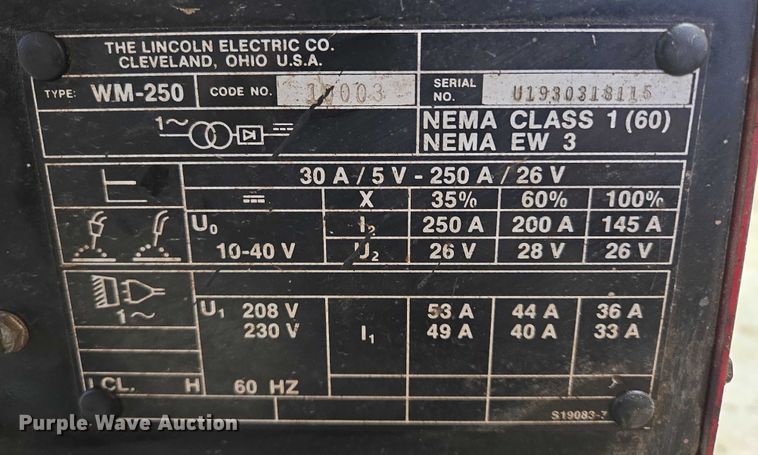 THE LINCOLN ELECTRIC CO.
CLEVELAND, OHIO U.S.A.
TYPE: WM-250 CODE NO. SERIAL NO. U1930318115
1~ NEMA CLASS 1 (60)
NEMA EW 3
30 A / 5 V - 250 A / 26 V
X 35% 60% 100%
U0 I2 250 A 200 A 145 A
10-40 V U2 26 V 28 V 26 V
U1 208 V 53 A 44 A 36 A
1~ 230 V I1 49 A 40 A 33 A
CL. H 60 HZ
S19083-
Purple Wave Auction